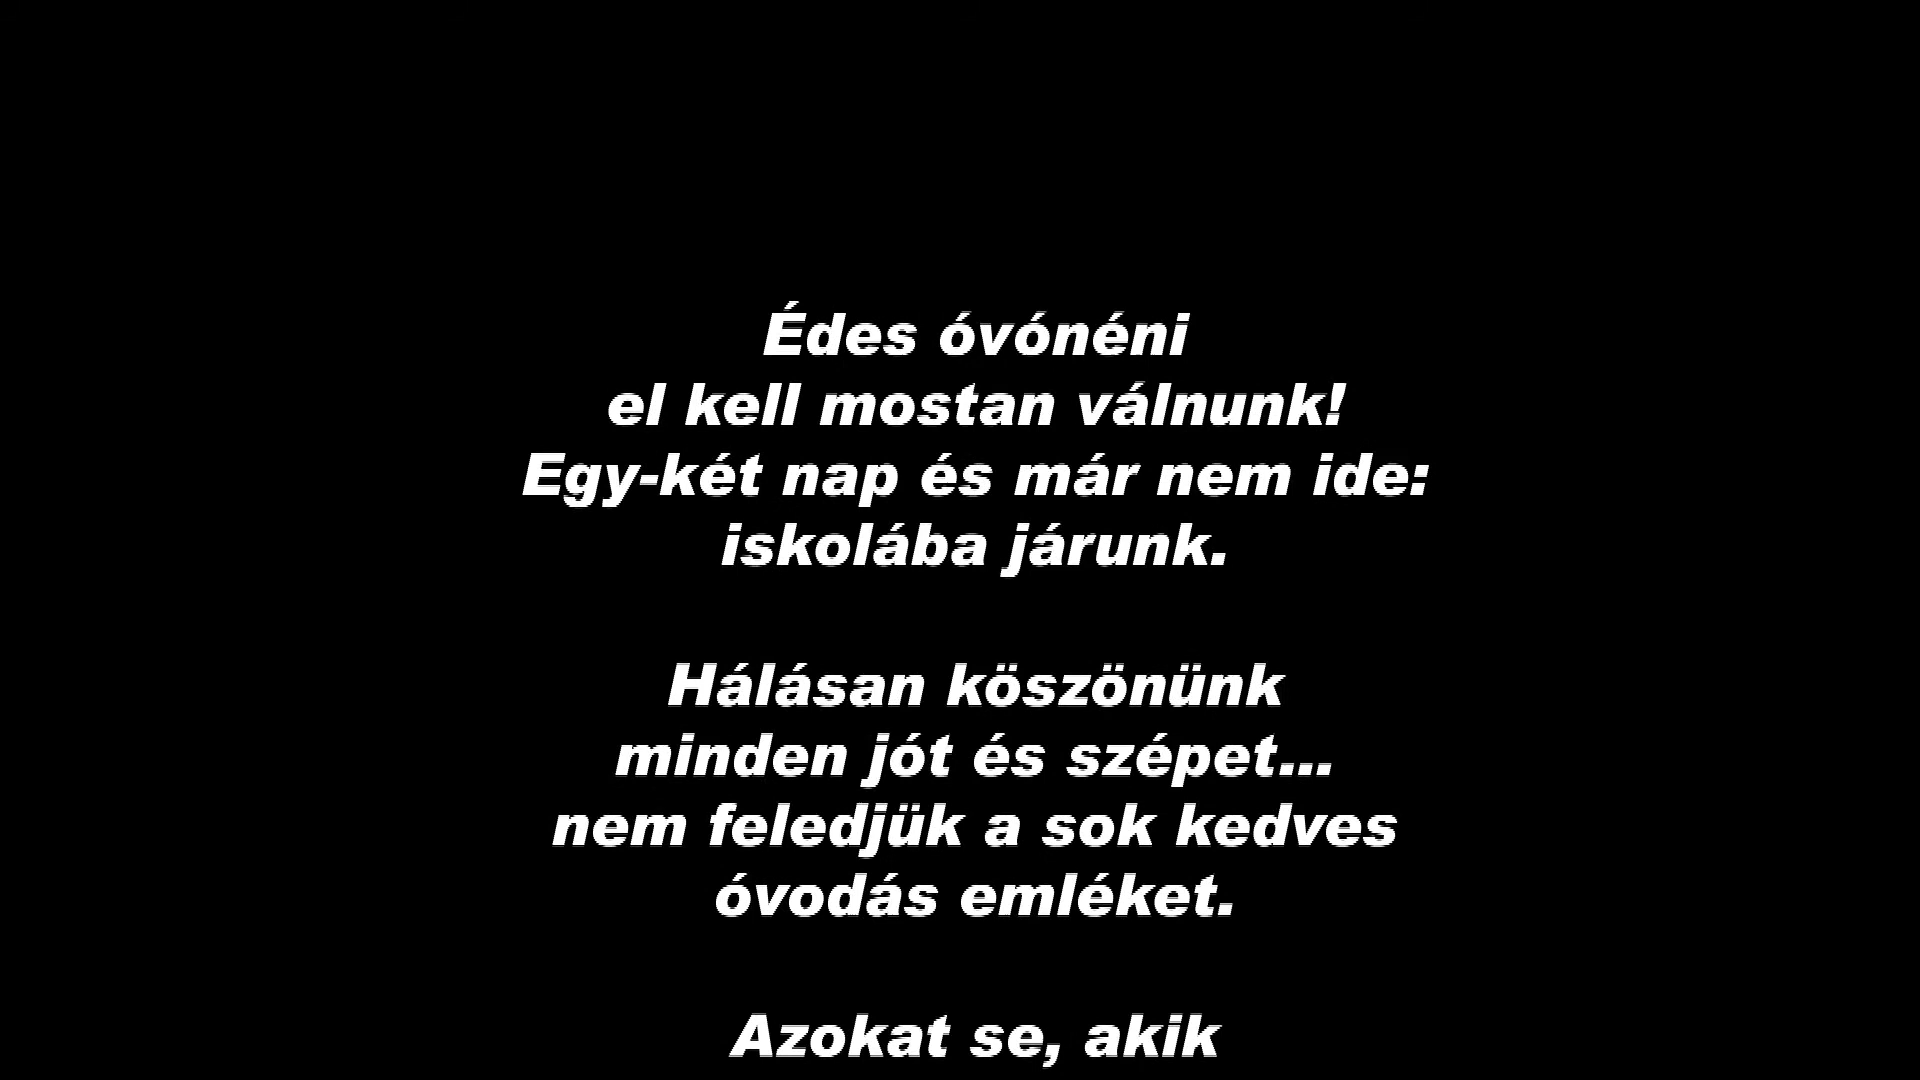 Édes óvónéni
el kell mostan válnunk!
Egy-két nap és már nem ide:
iskolába járunk.
Hálásan köszönünk
minden jót és szépet...
nem feledjük a sok kedves
óvodás emléket.
Azokat se, akik